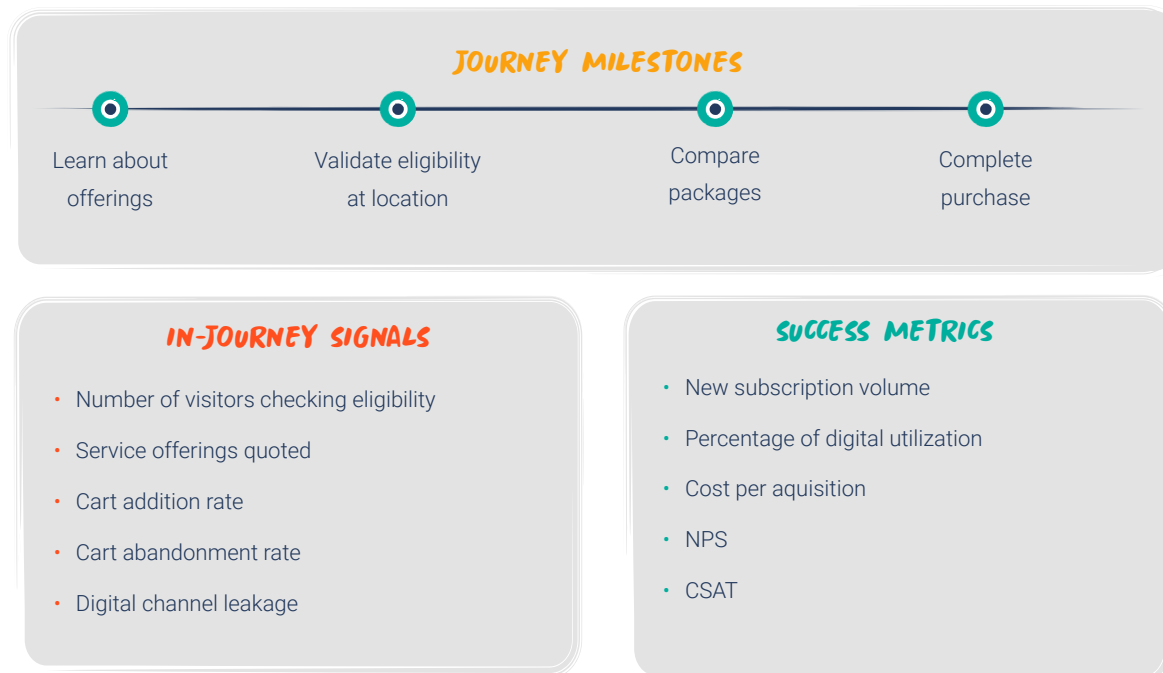 JOURNEY MILESTONES
Learn about
offerings
Validate eligibility
at location
Compare
packages
Complete
purchase
IN-JOURNEY SIGNALS
• Number of visitors checking eligibility
• Service offerings quoted
• Cart addition rate
• Cart abandonment rate
• Digital channel leakage
SUCCESS METRICS
• New subscription volume
• Percentage of digital utilization
• Cost per aquisition
• NPS
• CSAT